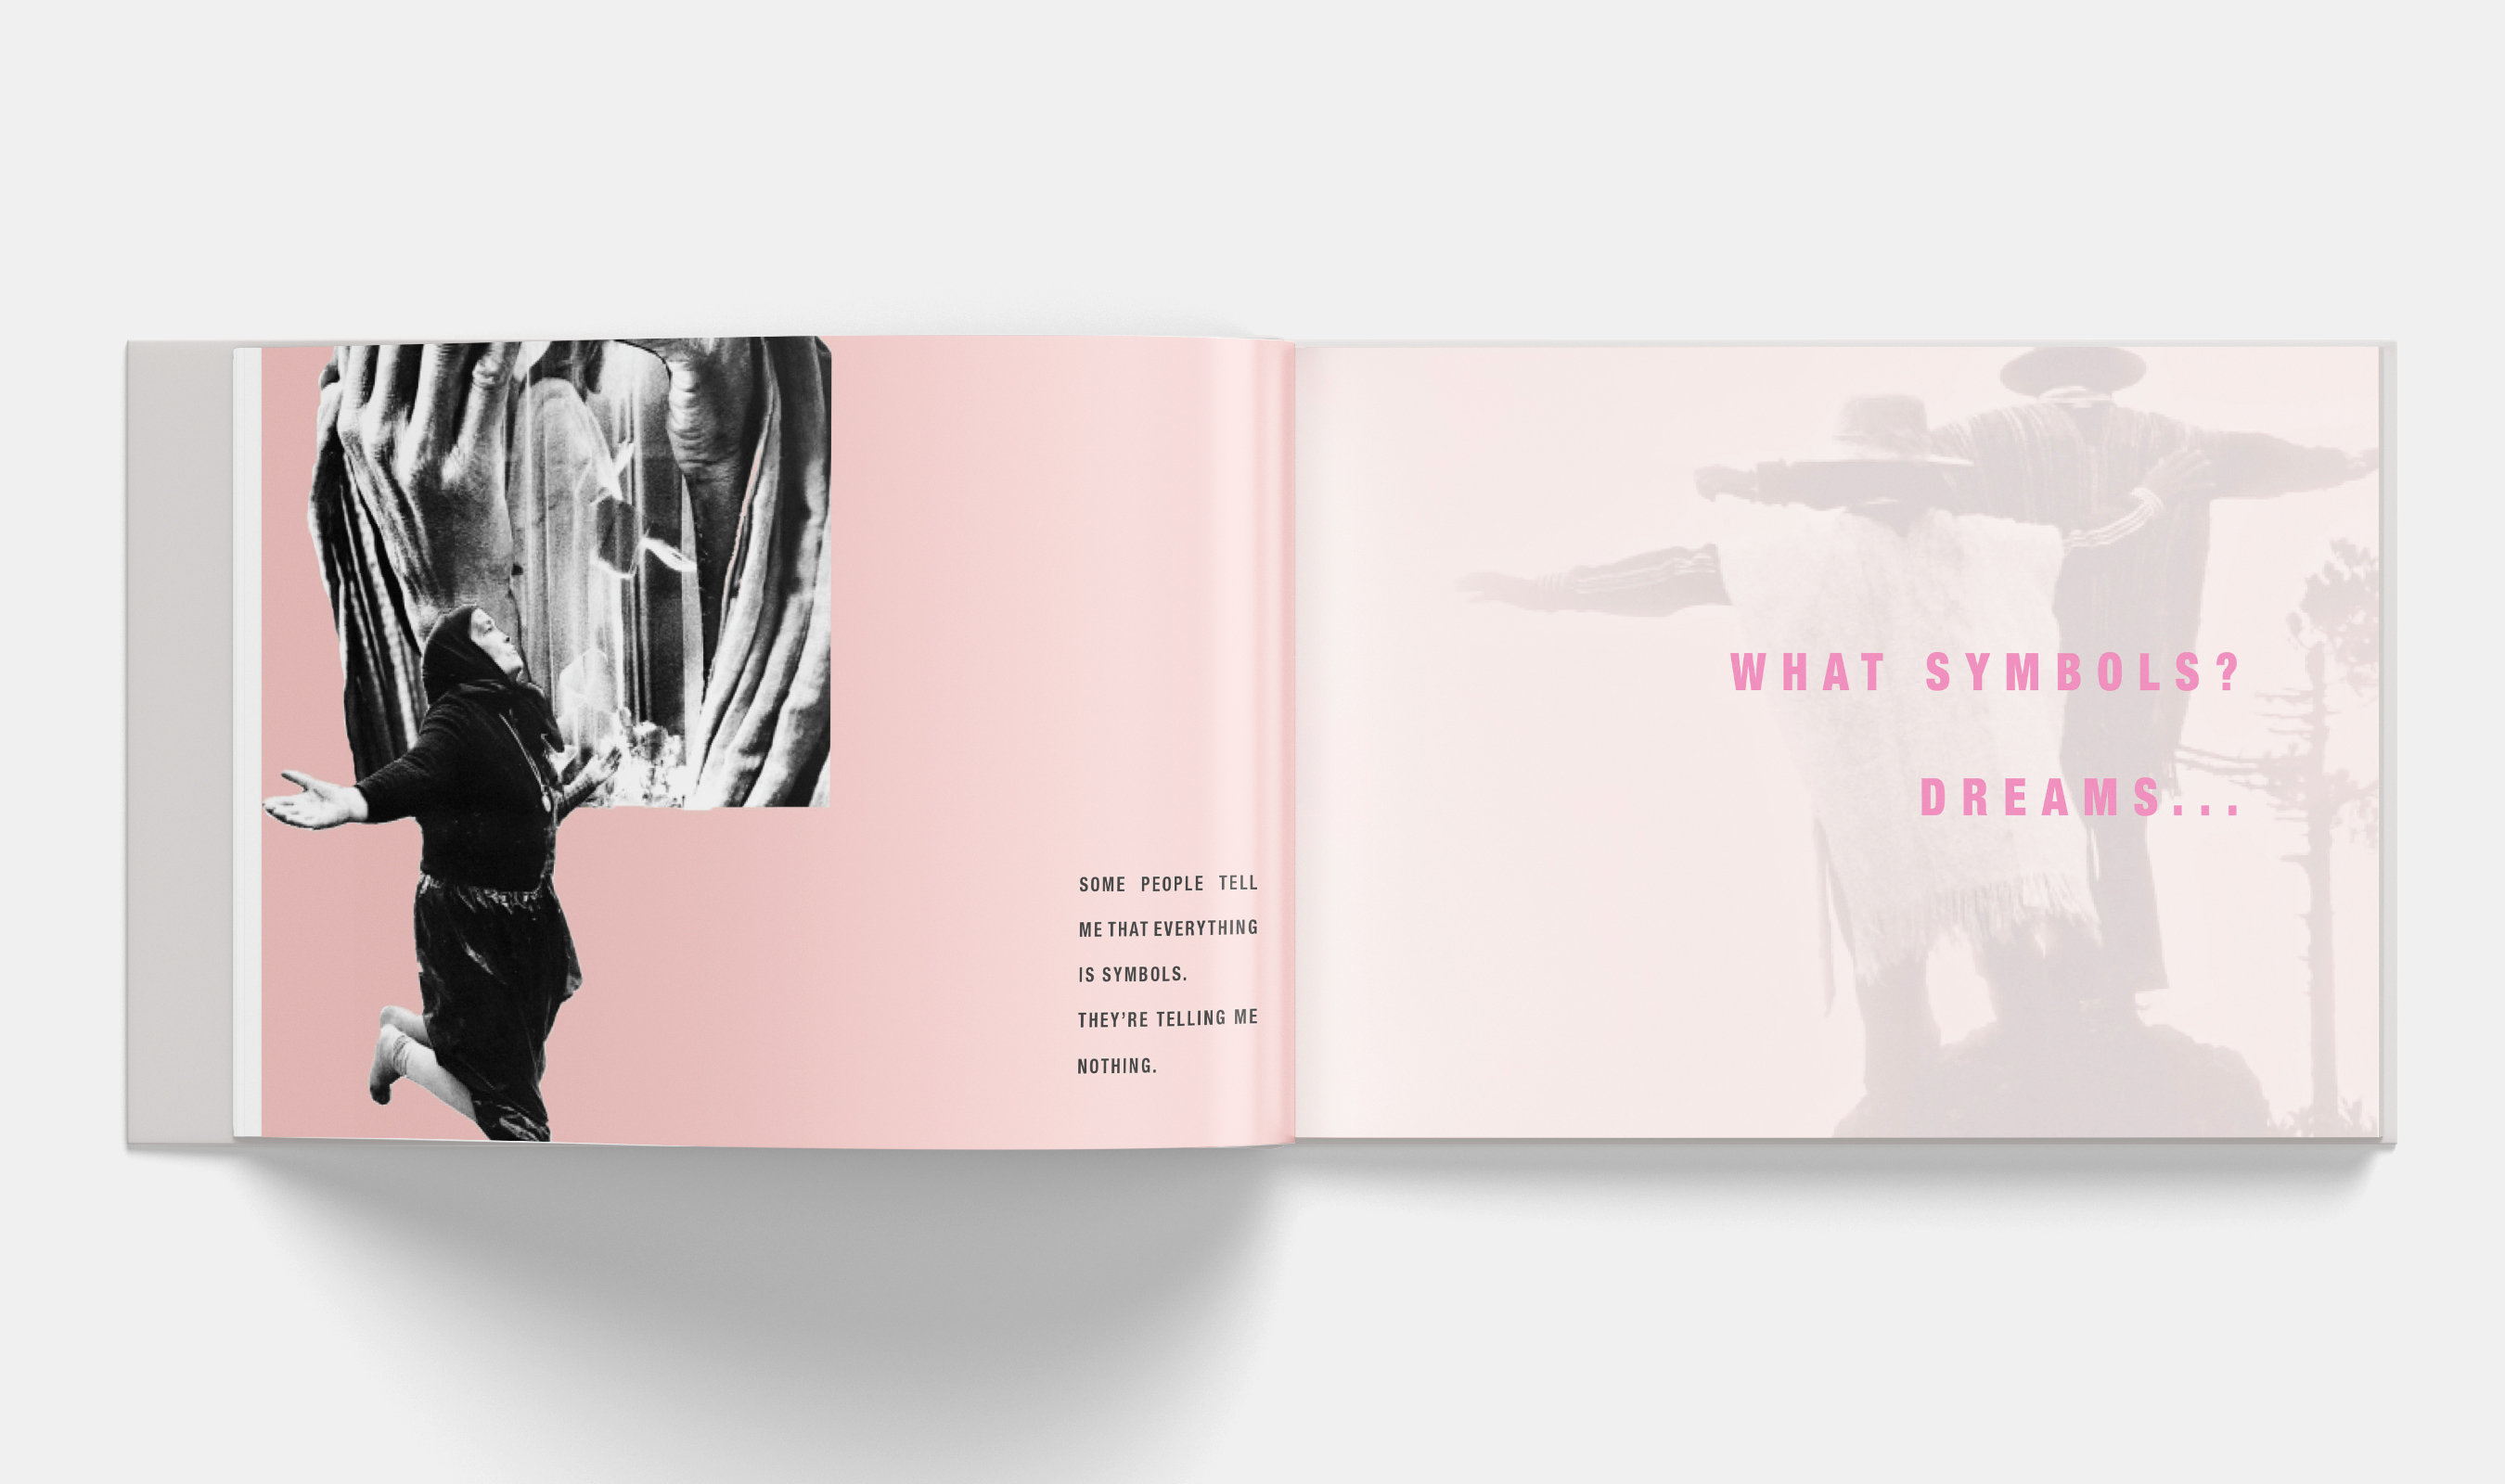 SOME PEOPLE TELL
ME THAT EVERYTHING
IS SYMBOLS.
THEY’RE TELLING ME
NOTHING.
WHAT SYMBOLS?
DREAMS...